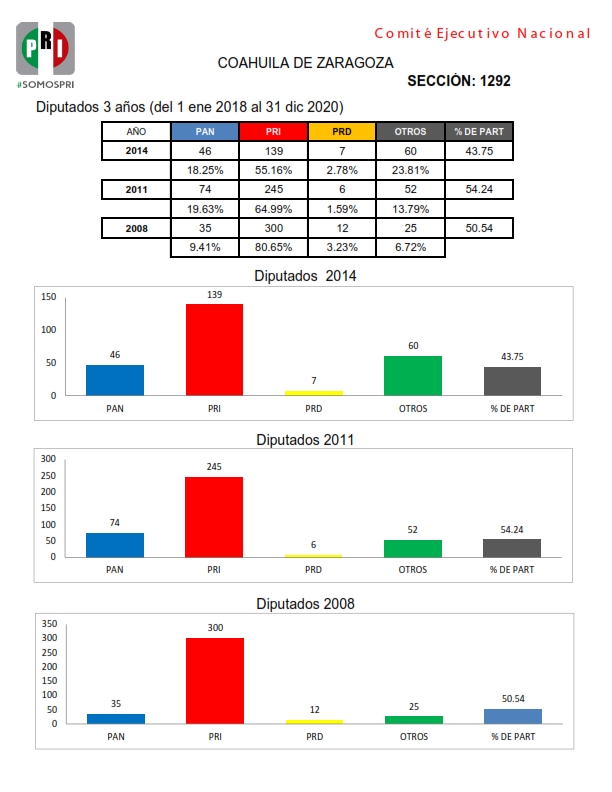 Comité Ejecutivo Nacional
PRI
#SOMOSPRI
COAHUILA DE ZARAGOZA
SECCIÓN: 1292
Diputados 3 años (del 1 ene 2018 al 31 dic 2020)
AÑO PAN PRI PRD OTROS % DE PART
2014 46 139 7 60 43.75
18.25% 55.16% 2.78% 23.81%
2011 74 245 6 52 54.24
19.63% 64.99% 1.59% 13.79%
2008 35 300 12 25 50.54
9.41% 80.65% 3.23% 6.72%
Diputados 2014
150
100
50
0
46
139
7
60
43.75
PAN PRI PRD OTROS % DE PART
Diputados 2011
300
250
200
150
100
50
0
74
245
6
52
54.24
PAN PRI PRD OTROS % DE PART
Diputados 2008
350
300
250
200
150
100
50
0
35
300
12
25
50.54
PAN PRI PRD OTROS % DE PART